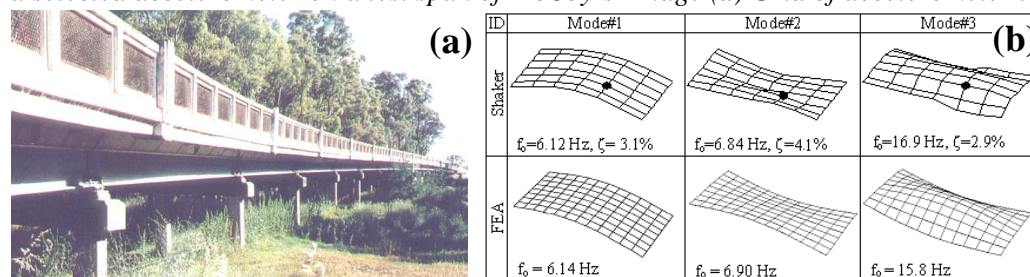 (a)
(b)
ID Mode#1 Mode#2 Mode#3
Shaker
f₀=6.12 Hz, ζ= 3.1% f₀=6.84 Hz, ζ=4.1% f₀=16.9 Hz, ζ=2.9%
FEA
f₀ = 6.14 Hz f₀ = 6.90 Hz f₀ = 15.8 Hz